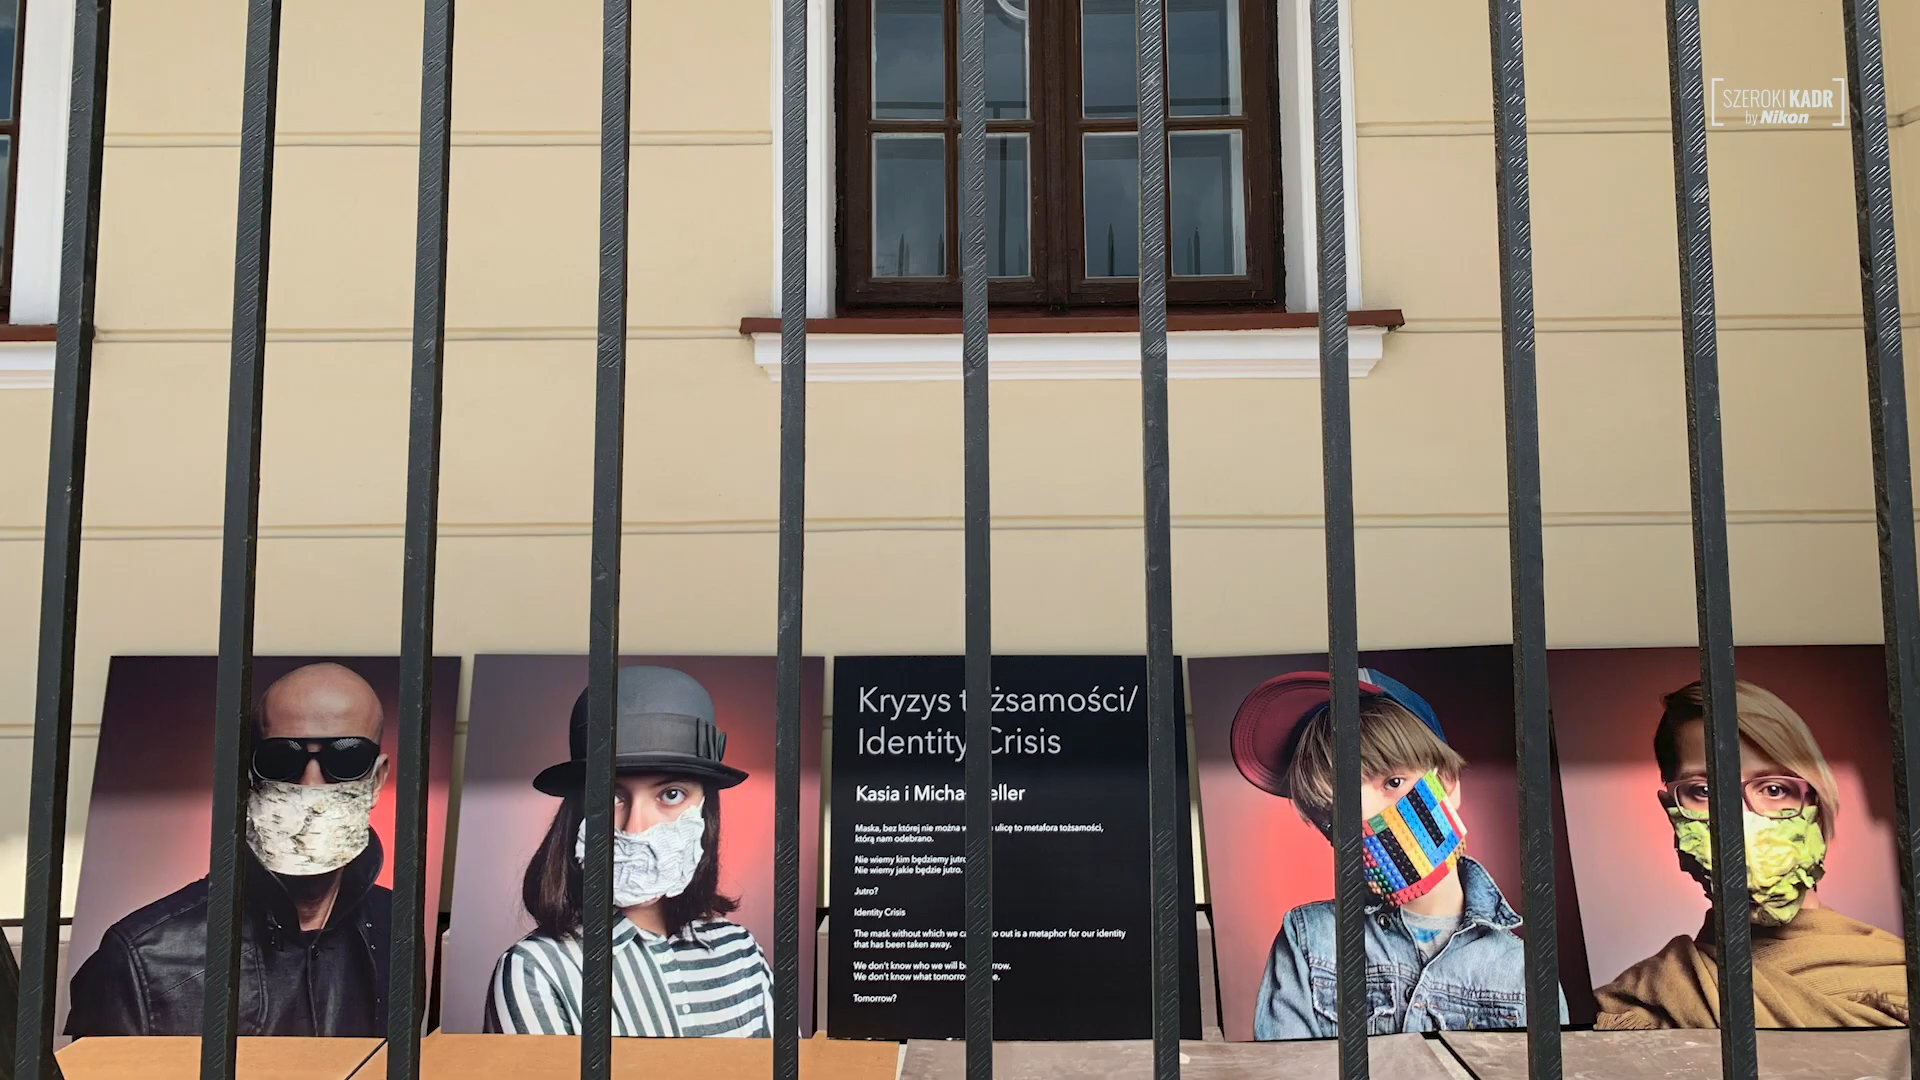 SZEROKI KADR
by Nikon
Kryzys t żsamości/
Identity Crisis
Kasia i Micha eller
Maska, bez której nie można w ulicę to metafora tożsamości,
którą nam odebrano.
Nie wiemy kim będziemy jutro
Nie wiemy jakie będzie jutro.
Jutro?
Identity Crisis
The mask without which we ca o out is a metaphor for our identity
that has been taken away.
We don't know who we will b rrow.
We don't know what tomorro e.
Tomorrow?